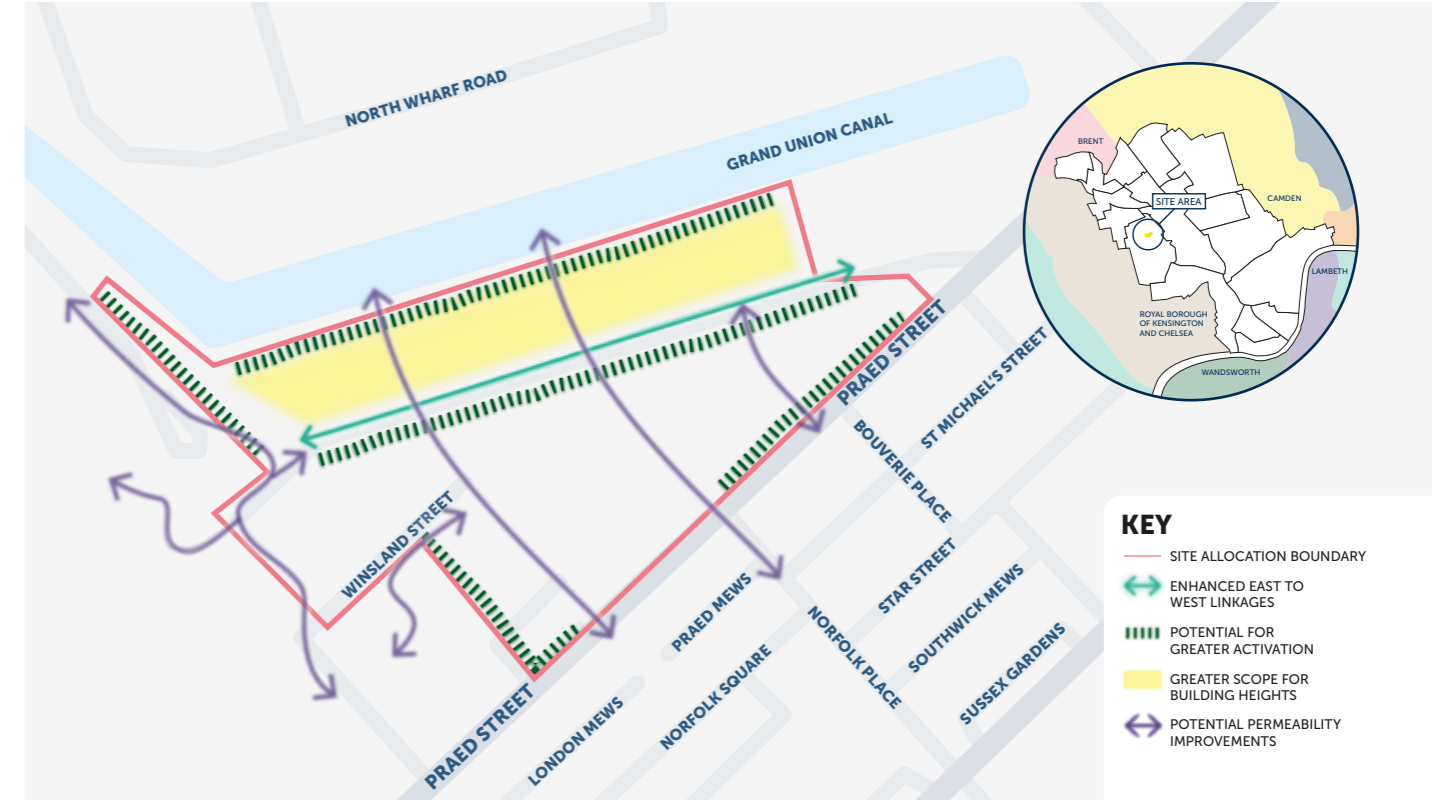 NORTH WHARF ROAD
GRAND UNION CANAL
BRENT
SITE AREA
CAMDEN
LAMBETH
ROYAL BOROUGH
OF KENSINGTON
AND CHELSEA
WANDSWORTH
PRAED STREET
ST MICHAEL'S STREET
BOUVERIE PLACE
WINSLAND STREET
STAR STREET
PRAED MEWS
SOUTHWICK MEWS
NORFOLK PLACE
SUSSEX GARDENS
NORFOLK SQUARE
LONDON MEWS
PRAED STREET
KEY
SITE ALLOCATION BOUNDARY
ENHANCED EAST TO
WEST LINKAGES
POTENTIAL FOR
GREATER ACTIVATION
GREATER SCOPE FOR
BUILDING HEIGHTS
POTENTIAL PERMEABILITY
IMPROVEMENTS